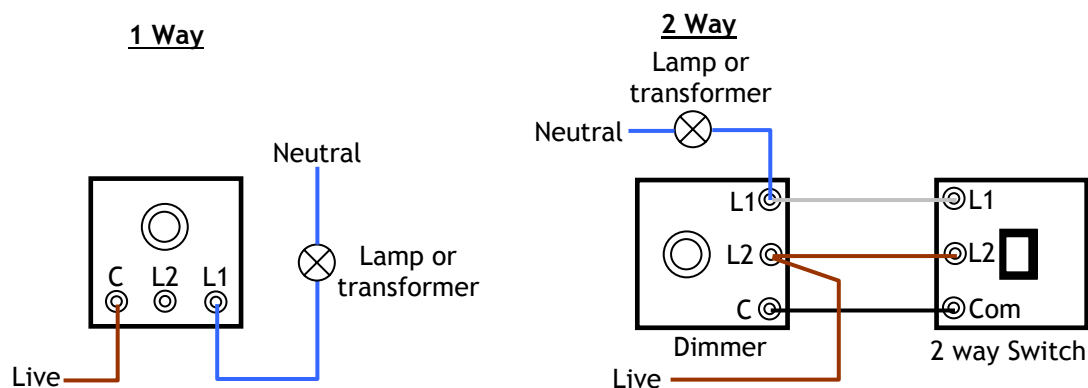 1 Way
Neutral
C L2 L1
Lamp or
transformer
Live
2 Way
Lamp or
transformer
Neutral
L1
L2
C
Dimmer
Live
L1
L2
Com
2 way Switch